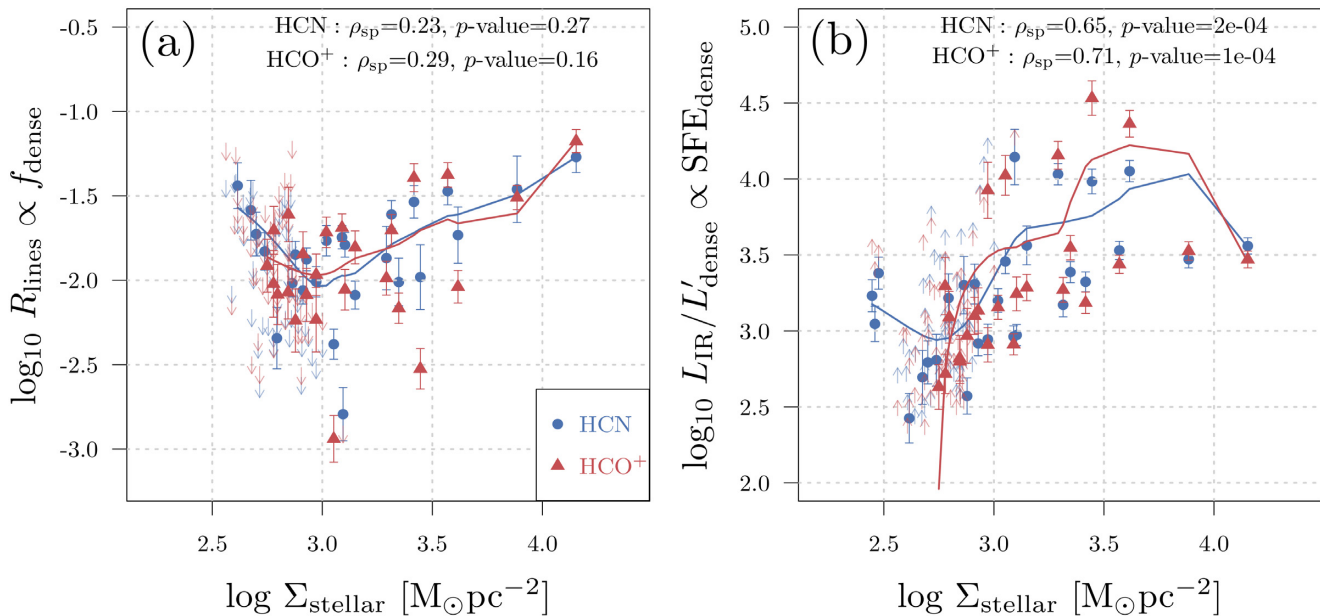 (a)
HCN : ρsp=0.23, p-value=0.27
HCO+ : ρsp=0.29, p-value=0.16
-0.5
-1.0
-1.5
-2.0
-2.5
-3.0
log10 Rlines ∝ fdense
HCN
HCO+
2.5 3.0 3.5 4.0
log Σstellar [M⊙pc−2]
(b)
HCN : ρsp=0.65, p-value=2e-04
HCO+ : ρsp=0.71, p-value=1e-04
5.0
4.5
4.0
3.5
3.0
2.5
2.0
log10 LIR/L′dense ∝ SFEdense
2.5 3.0 3.5 4.0
log Σstellar [M⊙pc−2]